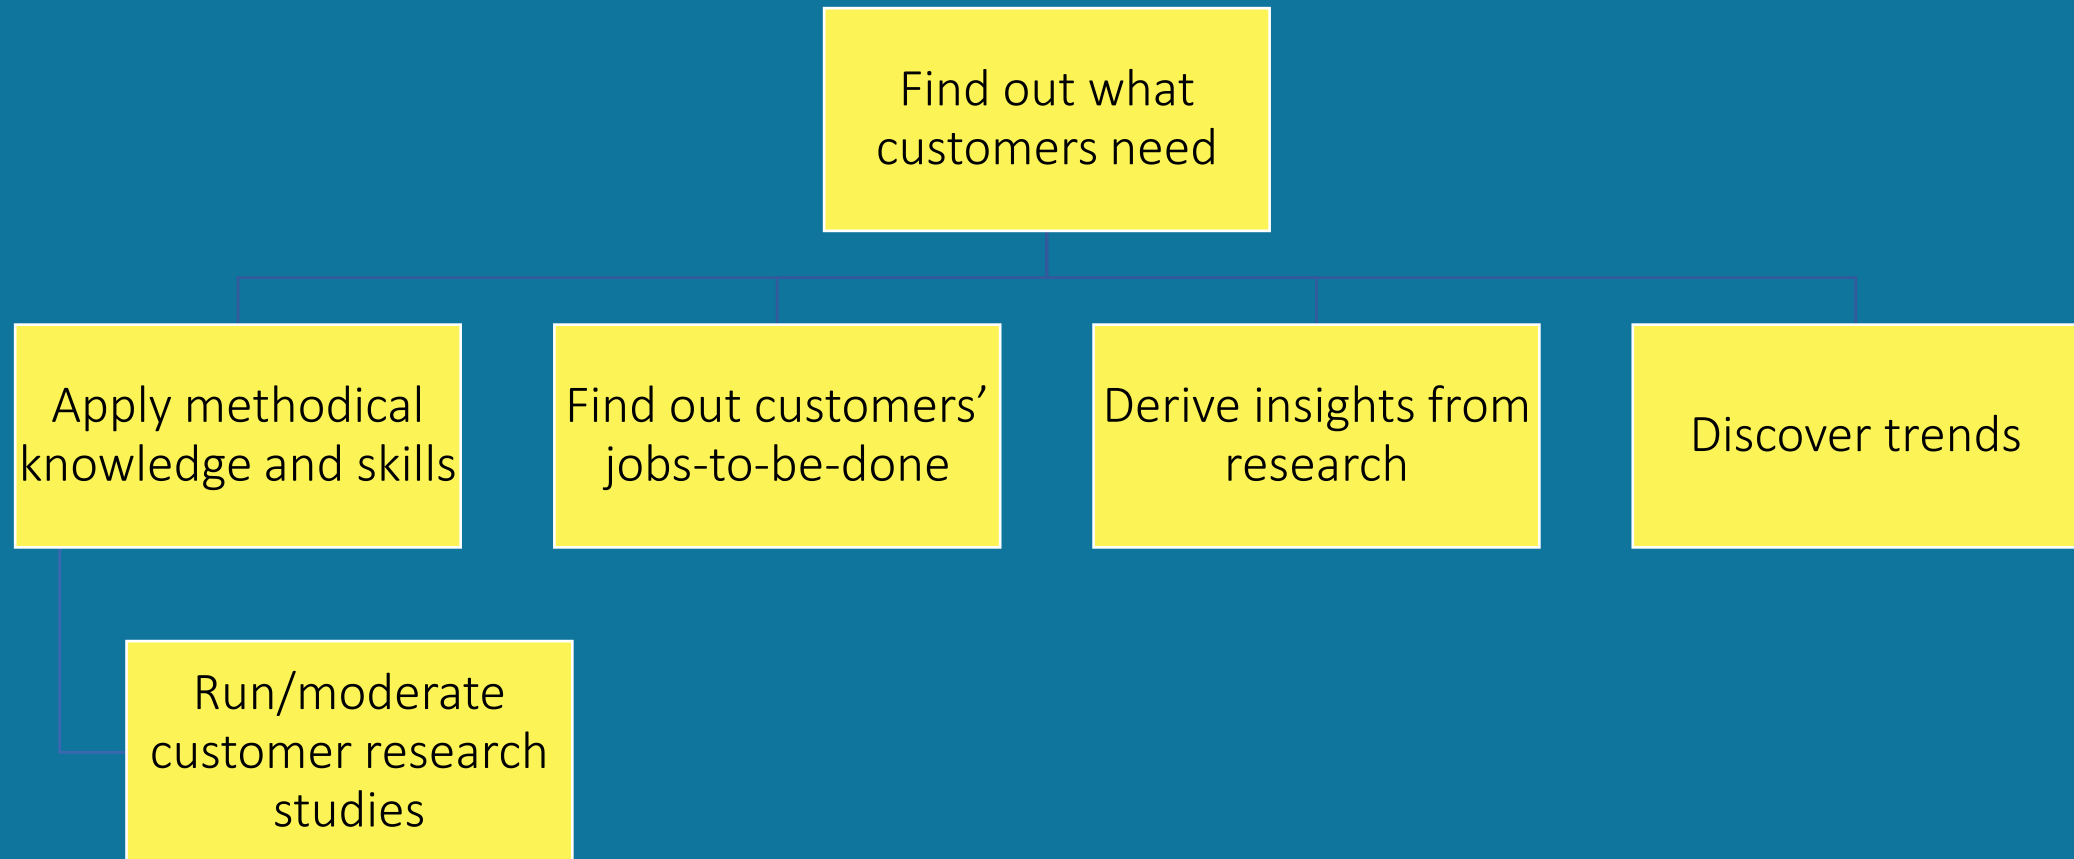 Find out what
customers need
Apply methodical
knowledge and skills
Find out customers’
jobs-to-be-done
Derive insights from
research
Discover trends
Run/moderate
customer research
studies